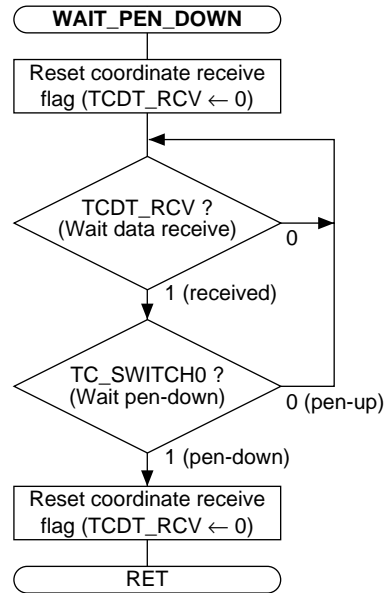 WAIT_PEN_DOWN
Reset coordinate receive
flag (TCDT_RCV ← 0)
TCDT_RCV ?
(Wait data receive)
0
1 (received)
TC_SWITCH0 ?
(Wait pen-down)
0 (pen-up)
1 (pen-down)
Reset coordinate receive
flag (TCDT_RCV ← 0)
RET